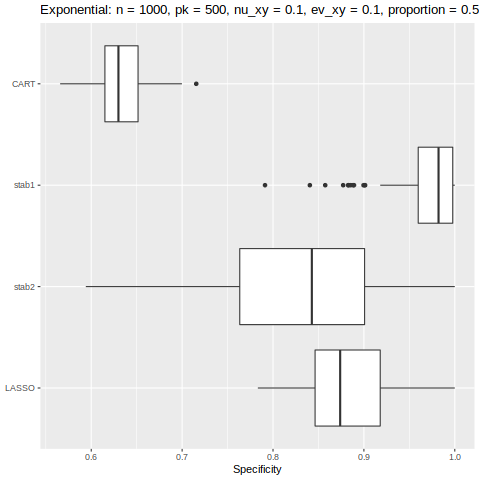 Exponential: n = 1000, pk = 500, nu_xy = 0.1, ev_xy = 0.1, proportion = 0.5
CART
stab1
stab2
LASSO
0.6 0.7 0.8 0.9 1.0
Specificity